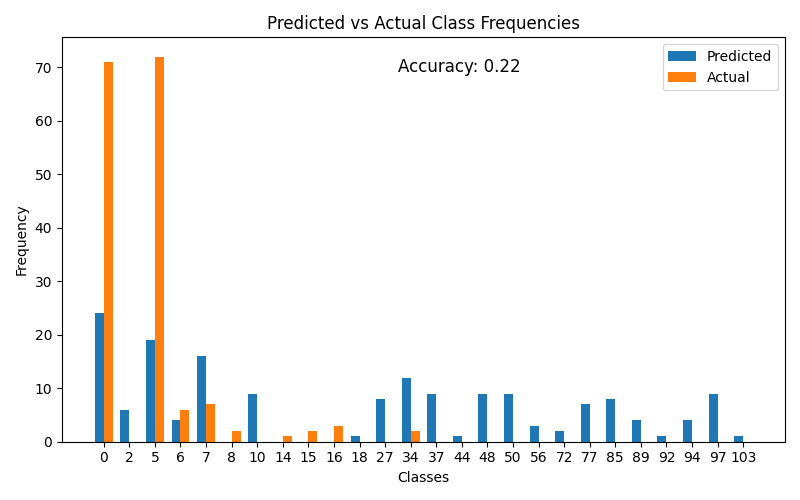 Predicted vs Actual Class Frequencies
Accuracy: 0.22
Predicted
Actual
Frequency
70
60
50
40
30
20
10
0
0 2 5 6 7 8 10 14 15 16 18 27 34 37 44 48 50 56 72 77 85 89 92 94 97 103
Classes